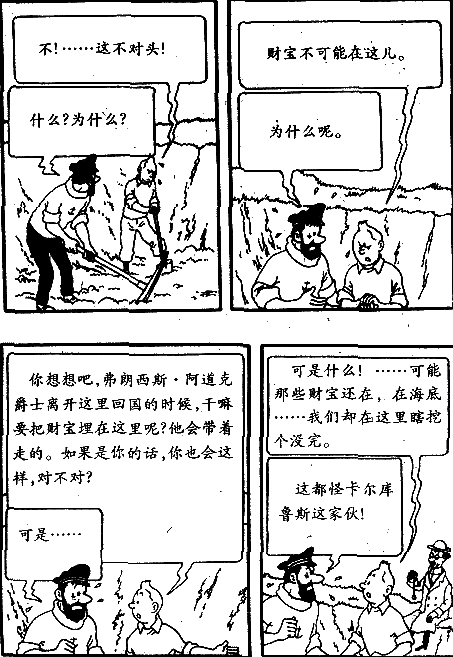 不!……这不对头!
什么?为什么?
财宝不可能在这儿。
为什么呢。
你想想吧,弗朗西斯·阿道克
爵士离开这里回国的时候,干嘛
要把财宝埋在这里呢?他会带着
走的。如果是你的话,你也会这
样,对不对?
可是……
可是什么! ……可能
那些财宝还在,在海底
……我们却在这里瞎挖
个没完。
这都怪卡尔库
鲁斯这家伙!